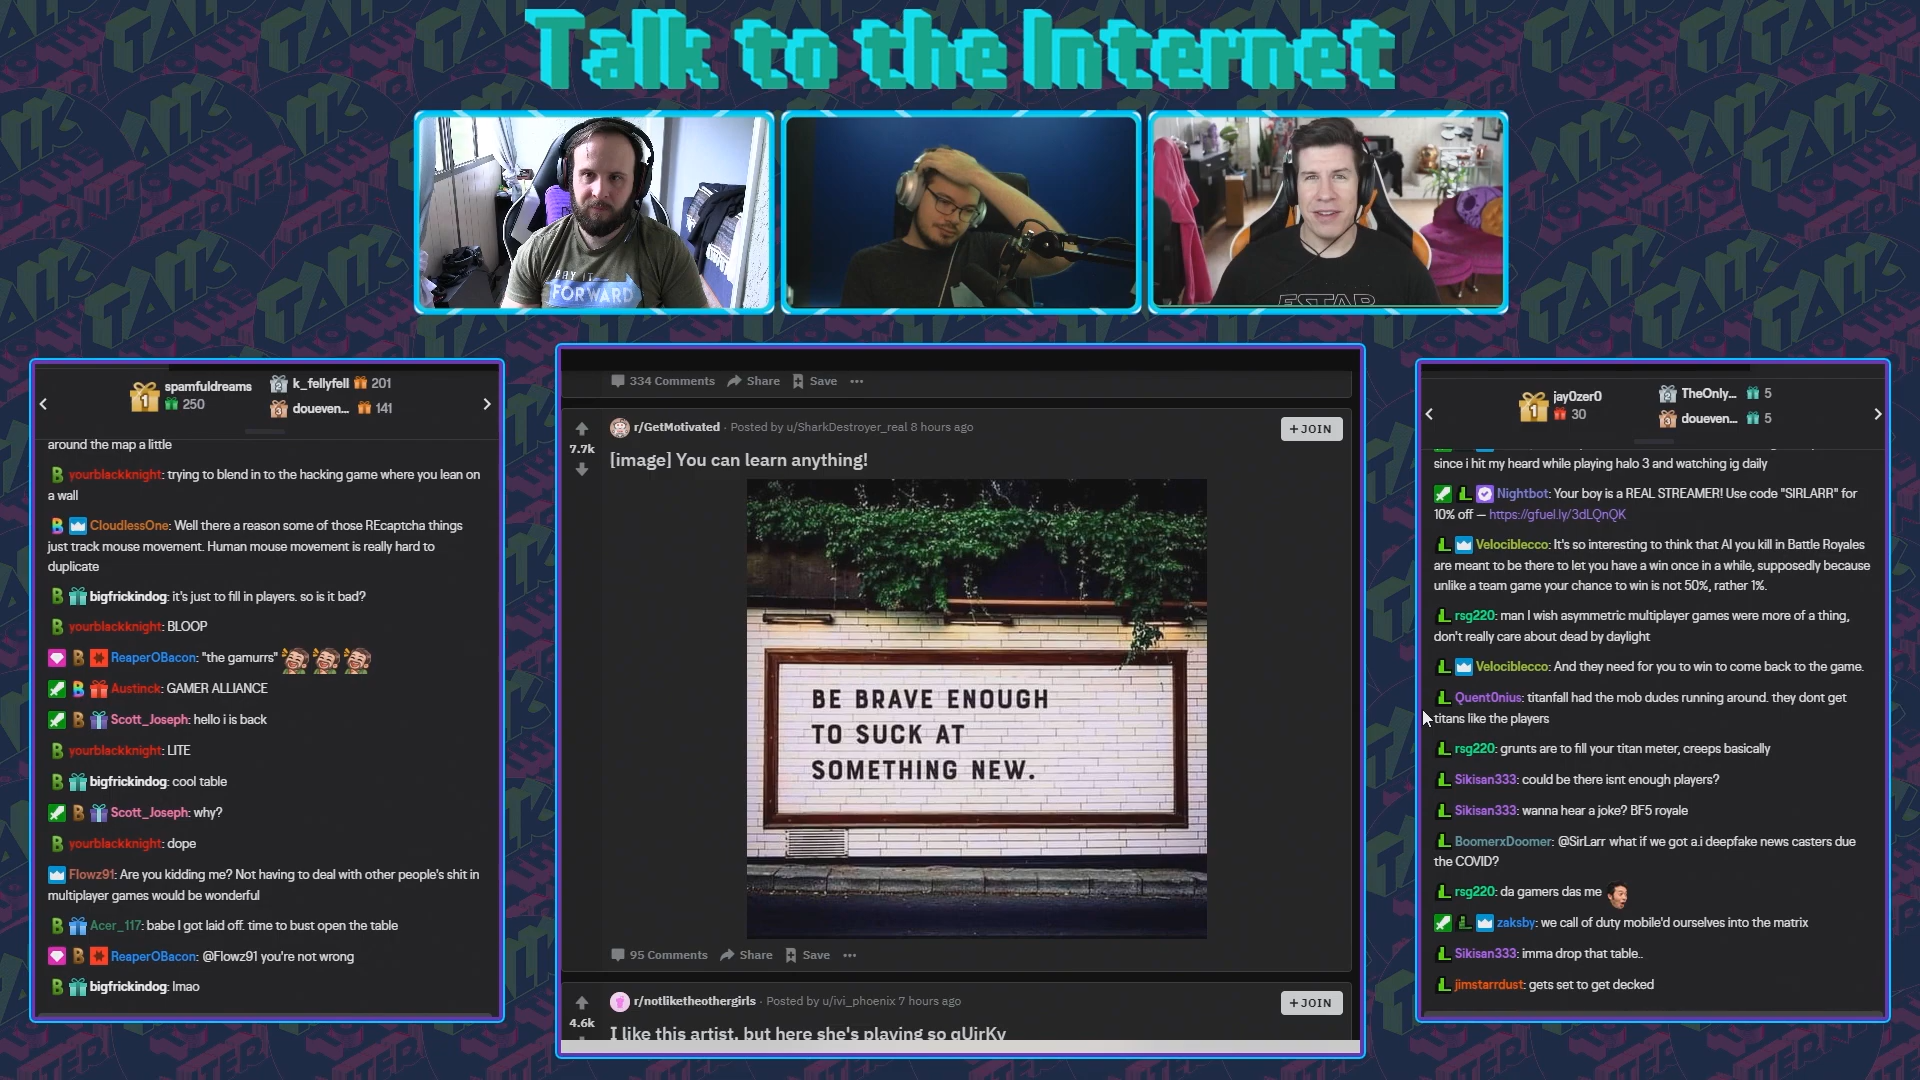 Talk to the Internet
PAY IT
FORWARD
spamfuldreams
250
k_fellyfell 201
doueven... 141
around the map a little
yourblackknight: trying to blend in to the hacking game where you lean on
a wall
CloudlessOne: Well there a reason some of those REcaptcha things
just track mouse movement. Human mouse movement is really hard to
duplicate
bigfrickindog: it's just to fill in players. so is it bad?
yourblackknight: BLOOP
ReaperOBacon: "the gamurrs"
Austinck: GAMER ALLIANCE
Scott_Joseph: hello i is back
yourblackknight: LITE
bigfrickindog: cool table
Scott_Joseph: why?
yourblackknight: dope
Flowz91: Are you kidding me? Not having to deal with other people's shit in
multiplayer games would be wonderful
Acer_117: babe I got laid off. time to bust open the table
ReaperOBacon: @Flowz91 you're not wrong
bigfrickindog: lmao
334 Comments Share Save
r/GetMotivated · Posted by u/SharkDestroyer_real 8 hours ago
+JOIN
7.7k
[image] You can learn anything!
BE BRAVE ENOUGH
TO SUCK AT
SOMETHING NEW.
95 Comments Share Save
r/notliketheothergirls · Posted by u/ivi_phoenix 7 hours ago
+JOIN
4.6k
I like this artist, but here she's playing so qUirKy
jay0zer0
30
TheOnly... 5
doueven... 5
since i hit my heard while playing halo 3 and watching ig daily
Nightbot: Your boy is a REAL STREAMER! Use code "SIRLARR" for
10% off — https://gfuel.ly/3dLQnQK
Velociblecco: It's so interesting to think that AI you kill in Battle Royales
are meant to be there to let you have a win once in a while, supposedly because
unlike a team game your chance to win is not 50%, rather 1%.
rsg220: man I wish asymmetric multiplayer games were more of a thing,
don't really care about dead by daylight
Velociblecco: And they need for you to win to come back to the game.
Quent0nius: titanfall had the mob dudes running around. they dont get
titans like the players
rsg220: grunts are to fill your titan meter, creeps basically
Sikisan333: could be there isnt enough players?
Sikisan333: wanna hear a joke? BF5 royale
BoomerxDoomer: @SirLarr what if we got a.i deepfake news casters due
the COVID?
rsg220: da gamers das me
zaksby: we call of duty mobile'd ourselves into the matrix
Sikisan333: imma drop that table..
jimstarrdust: gets set to get decked